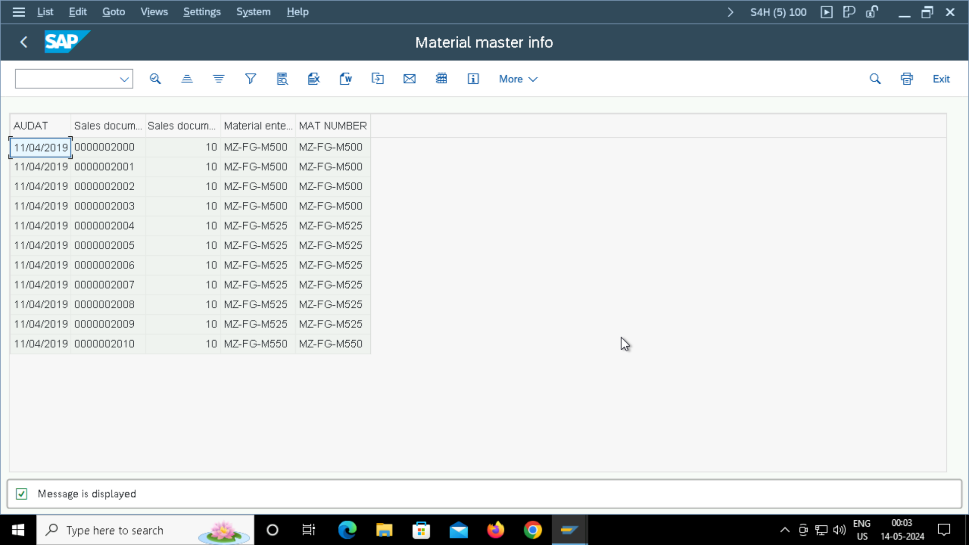 List Edit Goto Views Settings System Help S4H (5) 100
SAP Material master info
More Exit
AUDAT Sales docum... Sales docum... Material ente... MAT NUMBER
11/04/2019 0000002000 10 MZ-FG-M500 MZ-FG-M500
11/04/2019 0000002001 10 MZ-FG-M500 MZ-FG-M500
11/04/2019 0000002002 10 MZ-FG-M500 MZ-FG-M500
11/04/2019 0000002003 10 MZ-FG-M500 MZ-FG-M500
11/04/2019 0000002004 10 MZ-FG-M525 MZ-FG-M525
11/04/2019 0000002005 10 MZ-FG-M525 MZ-FG-M525
11/04/2019 0000002006 10 MZ-FG-M525 MZ-FG-M525
11/04/2019 0000002007 10 MZ-FG-M525 MZ-FG-M525
11/04/2019 0000002008 10 MZ-FG-M525 MZ-FG-M525
11/04/2019 0000002009 10 MZ-FG-M525 MZ-FG-M525
11/04/2019 0000002010 10 MZ-FG-M550 MZ-FG-M550
Message is displayed
Type here to search
ENG 00:03
US 14-05-2024